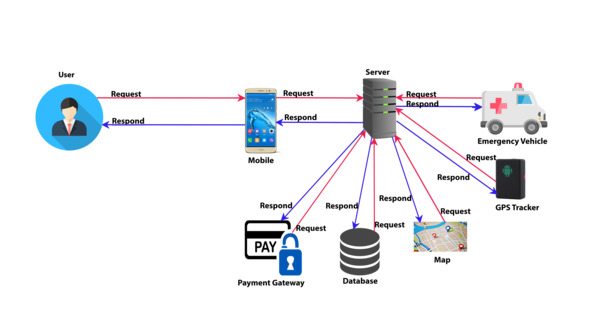 Server
User
Request
Request
Request
Respond
Respond
Respond
Mobile
Emergency Vehicle
Request
Respond
GPS Tracker
Respond
Respond
Respond
Request
Request
Request
PAY
Map
Database
Payment Gateway